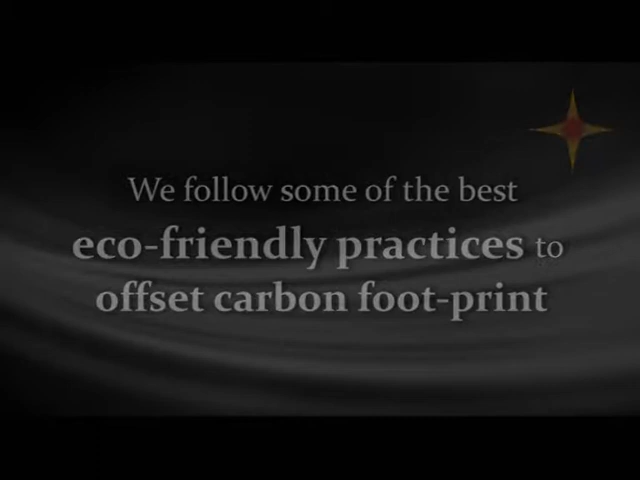 We follow some of the best
eco-friendly practices to
offset carbon foot-print